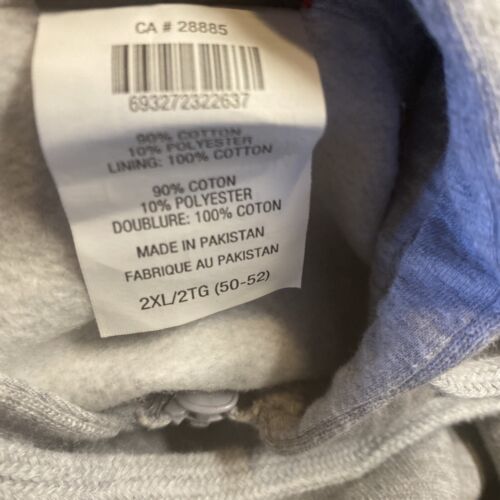 CA # 28885
693272322637
90% COTTON
10% POLYESTER
LINING: 100% COTTON
90% COTON
10% POLYESTER
DOUBLURE: 100% COTON
MADE IN PAKISTAN
FABRIQUE AU PAKISTAN
2XL/2TG (50-52)